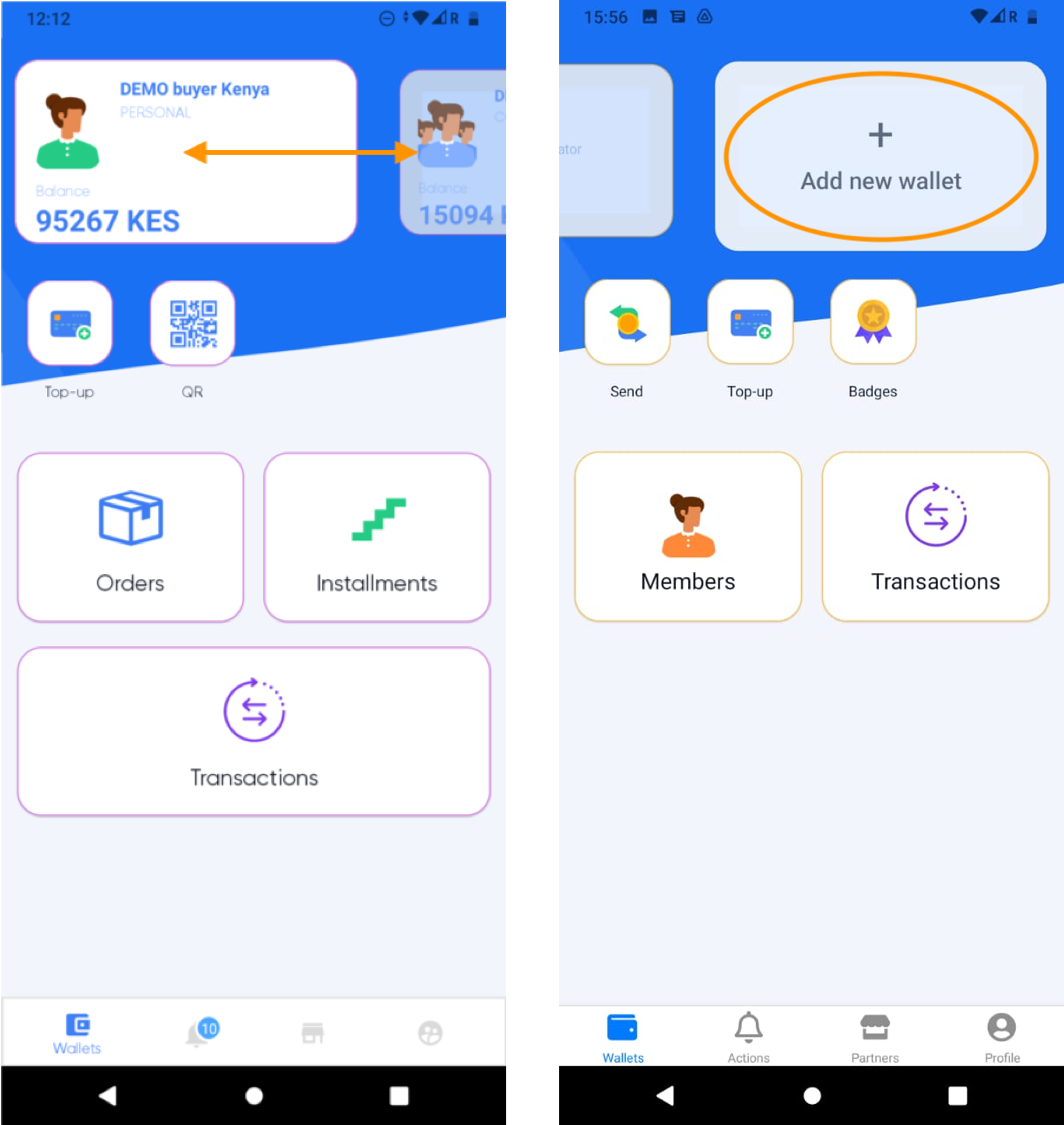 12:12
R
DEMO buyer Kenya
PERSONAL
Balance
95267 KES
Balance
15094
Top-up
QR
Orders
Installments
Transactions
10
Wallets
15:56
R
ator
+
Add new wallet
Send
Top-up
Badges
Members
Transactions
Wallets
Actions
Partners
Profile